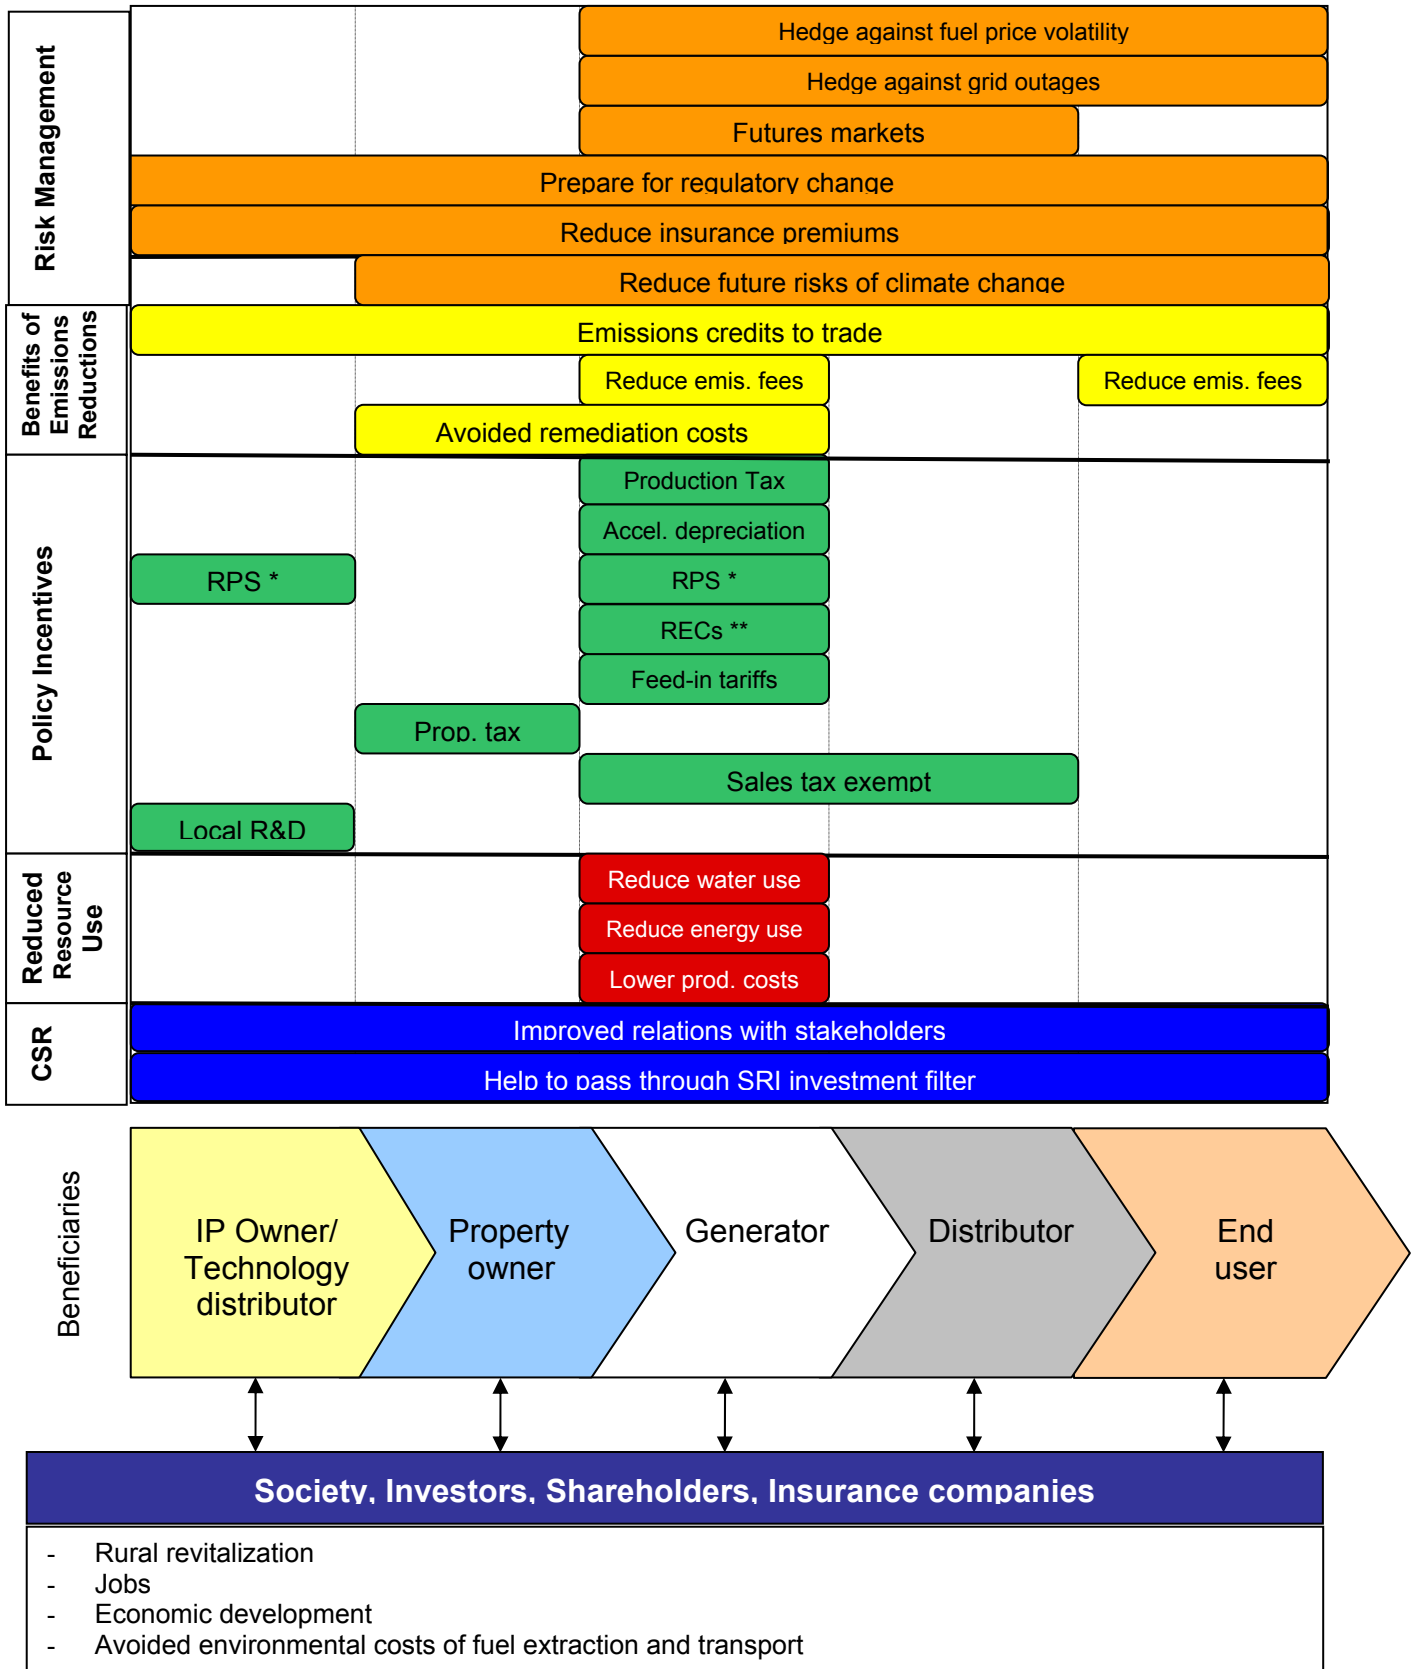 Risk Management
Hedge against fuel price volatility
Hedge against grid outages
Futures markets
Prepare for regulatory change
Reduce insurance premiums
Reduce future risks of climate change
Benefits of
Emissions
Reductions
Emissions credits to trade
Reduce emis. fees
Reduce emis. fees
Avoided remediation costs
Policy Incentives
Production Tax
Accel. depreciation
RPS *
RPS *
RECs **
Feed-in tariffs
Prop. tax
Sales tax exempt
Local R&D
Reduced
Resource
Use
Reduce water use
Reduce energy use
Lower prod. costs
CSR
Improved relations with stakeholders
Help to pass through SRI investment filter
Beneficiaries
IP Owner/
Technology
distributor
Property
owner
Generator
Distributor
End
user
Society, Investors, Shareholders, Insurance companies
- Rural revitalization
- Jobs
- Economic development
- Avoided environmental costs of fuel extraction and transport